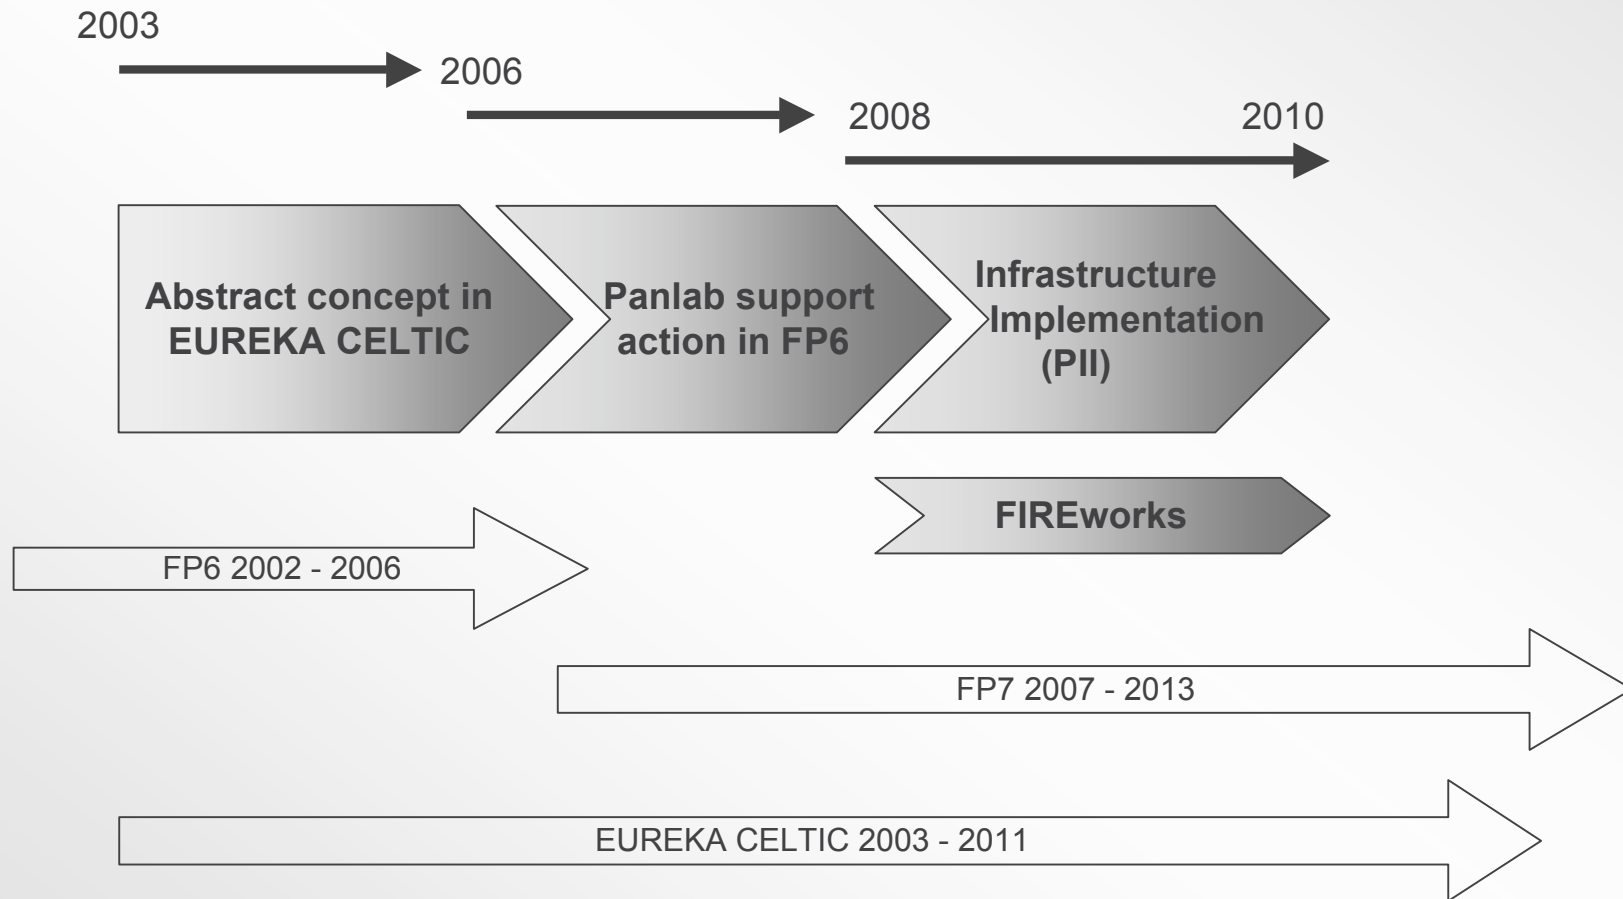 2003
2006
2008
2010
Abstract concept in
EUREKA CELTIC
Panlab support
action in FP6
Infrastructure
Implementation
(PII)
FIREworks
FP6 2002 - 2006
FP7 2007 - 2013
EUREKA CELTIC 2003 - 2011